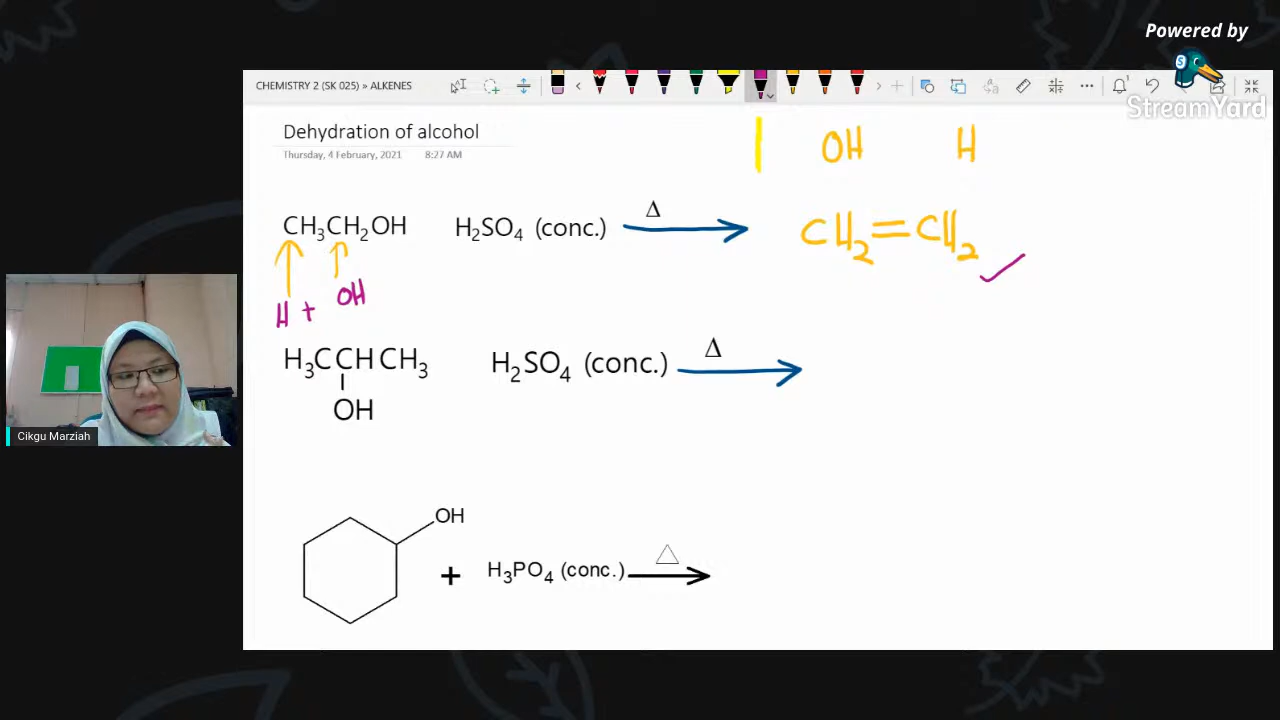 Powered by
StreamYard
CHEMISTRY 2 (SK 025) » ALKENES
Dehydration of alcohol
Thursday, 4 February, 2021 8:27 AM
OH H
CH₃CH₂OH H₂SO₄ (conc.) Δ CH₂=CH₂
H + OH
H₃CCHCH₃ H₂SO₄ (conc.) Δ
OH
Cikgu Marziah
OH
+ H₃PO₄ (conc.) △